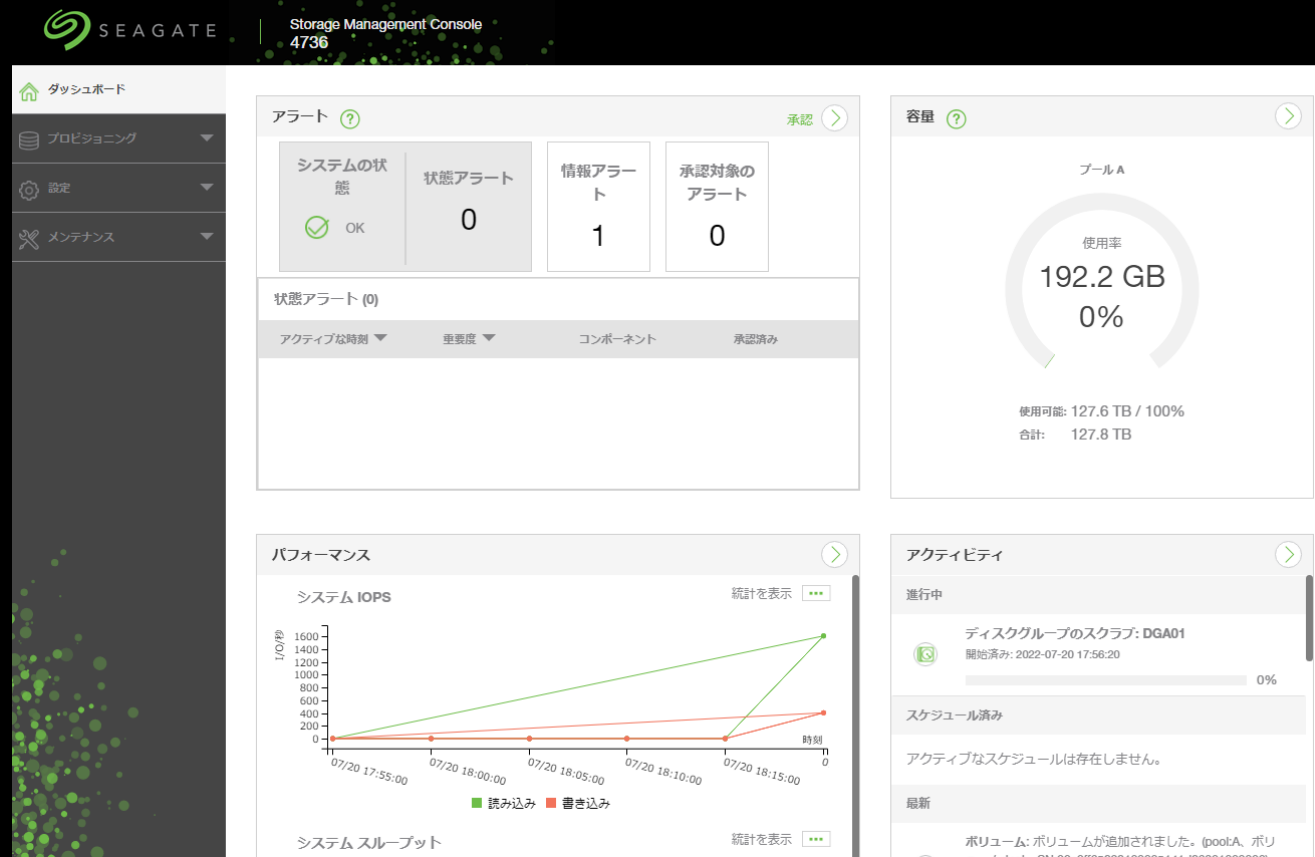 SEAGATE
Storage Management Console
4736
ダッシュボード
プロビジョニング
設定
メンテナンス
アラート ?
承認
システムの状
態
OK
状態アラート
0
情報アラー
ト
1
承認対象の
アラート
0
状態アラート (0)
アクティブな時刻 重要度 コンポーネント 承認済み
容量 ?
プール A
使用率
192.2 GB
0%
使用可能: 127.6 TB / 100%
合計: 127.8 TB
パフォーマンス
システム IOPS
統計を表示
I/O/秒
1600
1400
1200
1000
800
600
400
200
0
時刻
07/20 17:55:00
07/20 18:00:00
07/20 18:05:00
07/20 18:10:00
07/20 18:15:00
0
読み込み 書き込み
システム スループット
統計を表示
アクティビティ
進行中
ディスクグループのスクラブ: DGA01
開始済み: 2022-07-20 17:56:20
0%
スケジュール済み
アクティブなスケジュールは存在しません。
最新
ボリューム: ボリュームが追加されました。(pool:A、ボリ